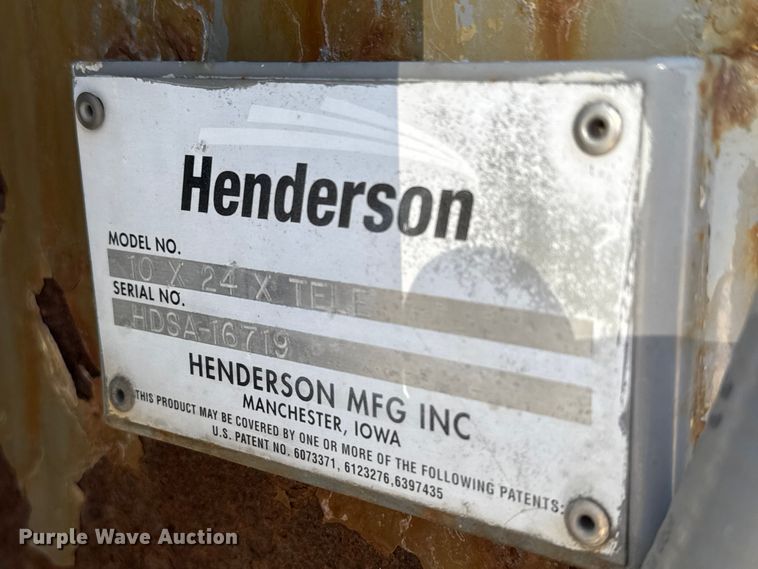 Henderson
MODEL NO.
10 X 24 X TELE
SERIAL NO.
HDSA-16719
HENDERSON MFG INC
MANCHESTER, IOWA
THIS PRODUCT MAY BE COVERED BY ONE OR MORE OF THE FOLLOWING PATENTS:
U.S. PATENT NO. 6073371, 6123276,6397435
Purple Wave Auction